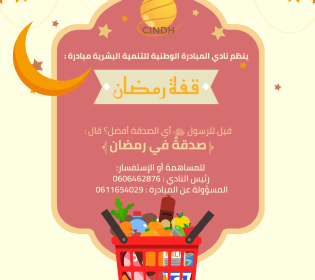 CINDH
ينظم نادي المبادرة الوطنية للتنمية البشرية مبادرة :
قفة رمضان
قيل للرسول ﷺ أي الصدقة أفضل؟ قال :
﴿ صدقةٌ في رمضان ﴾
للمساهمة أو الإستفسار:
رئيس النادي : 0606462876
المسؤولة عن المبادرة : 0611654029